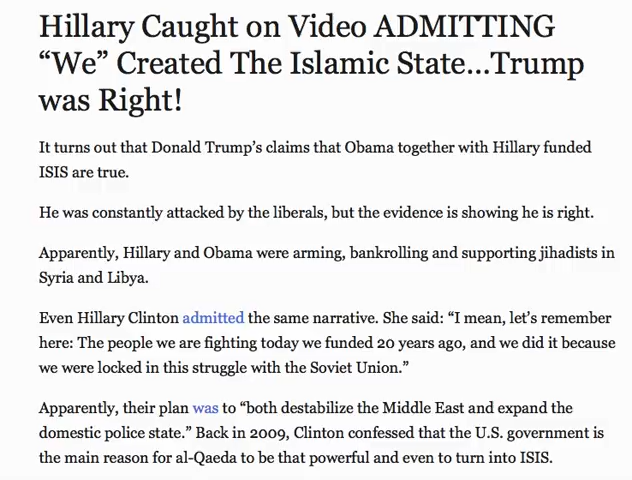 Hillary Caught on Video ADMITTING
“We” Created The Islamic State...Trump
was Right!
It turns out that Donald Trump’s claims that Obama together with Hillary funded
ISIS are true.
He was constantly attacked by the liberals, but the evidence is showing he is right.
Apparently, Hillary and Obama were arming, bankrolling and supporting jihadists in
Syria and Libya.
Even Hillary Clinton admitted the same narrative. She said: “I mean, let’s remember
here: The people we are fighting today we funded 20 years ago, and we did it because
we were locked in this struggle with the Soviet Union.”
Apparently, their plan was to “both destabilize the Middle East and expand the
domestic police state.” Back in 2009, Clinton confessed that the U.S. government is
the main reason for al-Qaeda to be that powerful and even to turn into ISIS.